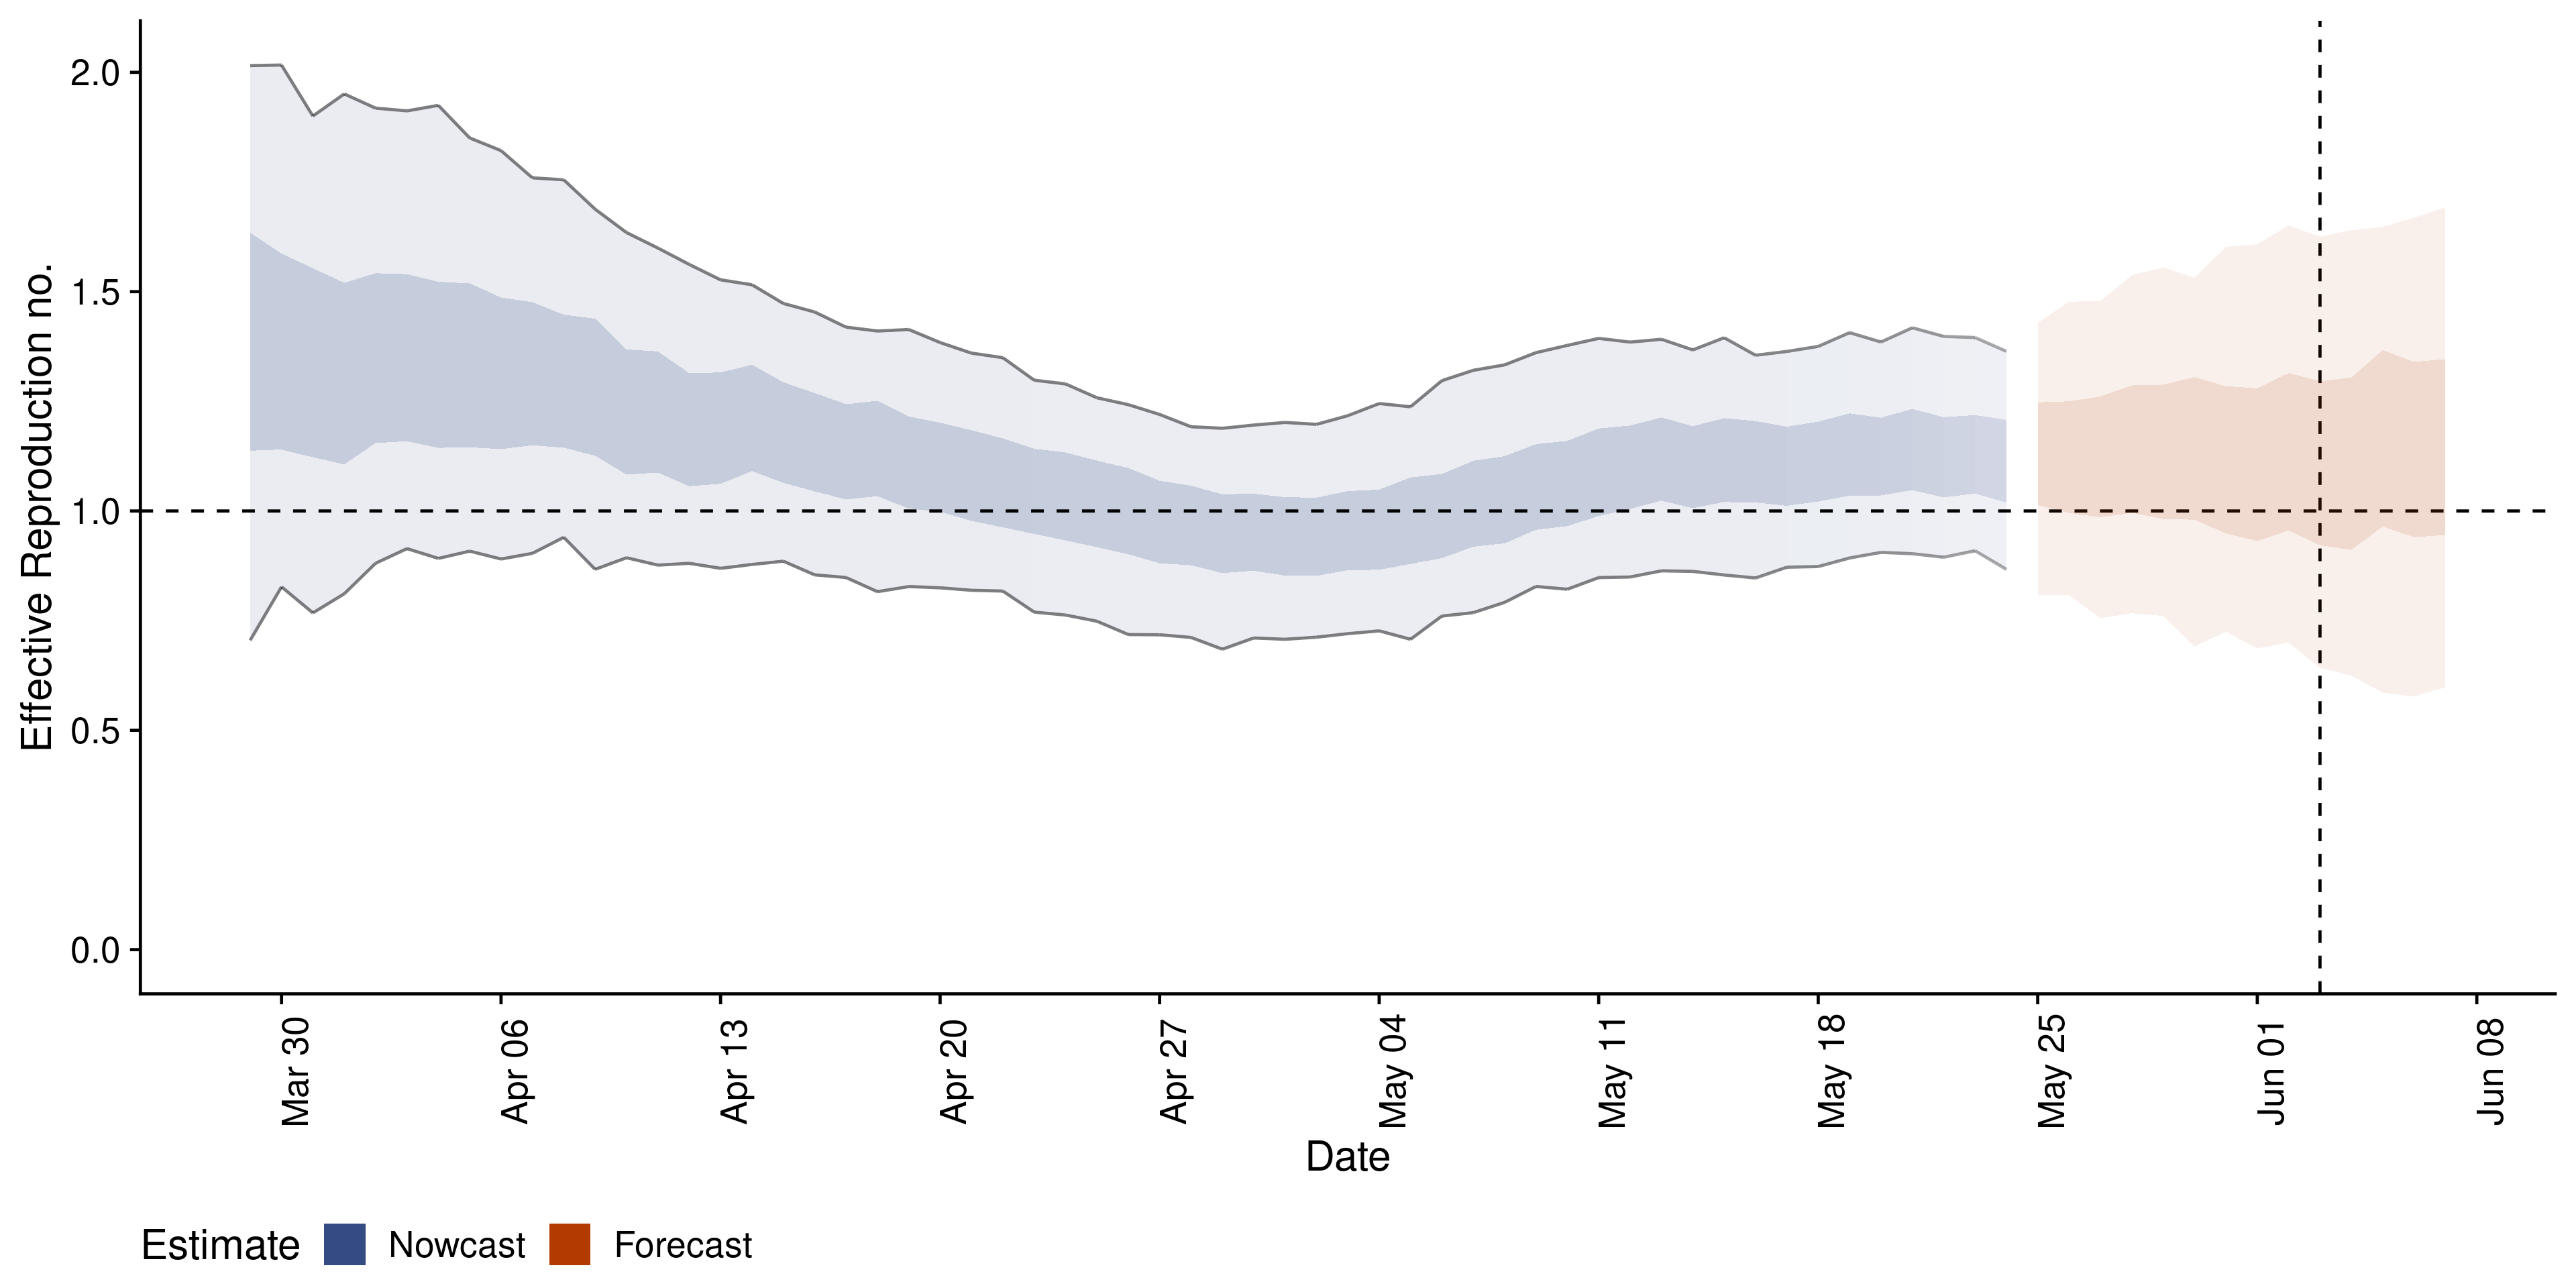 Effective Reproduction no.
2.0
1.5
1.0
0.5
0.0
Mar 30
Apr 06
Apr 13
Apr 20
Apr 27
May 04
May 11
May 18
May 25
Jun 01
Jun 08
Date
Estimate Nowcast Forecast